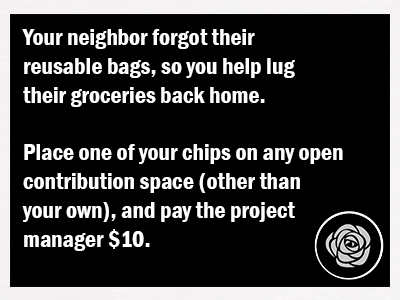 Your neighbor forgot their
reusable bags, so you help lug
their groceries back home.
Place one of your chips on any open
contribution space (other than
your own), and pay the project
manager $10.